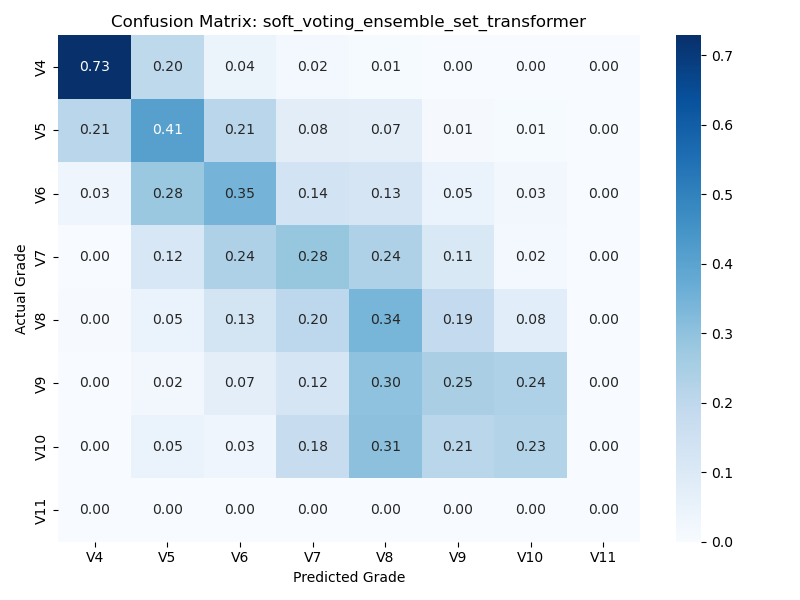 Confusion Matrix: soft_voting_ensemble_set_transformer
Actual Grade
V4 0.73 0.20 0.04 0.02 0.01 0.00 0.00 0.00
V5 0.21 0.41 0.21 0.08 0.07 0.01 0.01 0.00
V6 0.03 0.28 0.35 0.14 0.13 0.05 0.03 0.00
V7 0.00 0.12 0.24 0.28 0.24 0.11 0.02 0.00
V8 0.00 0.05 0.13 0.20 0.34 0.19 0.08 0.00
V9 0.00 0.02 0.07 0.12 0.30 0.25 0.24 0.00
V10 0.00 0.05 0.03 0.18 0.31 0.21 0.23 0.00
V11 0.00 0.00 0.00 0.00 0.00 0.00 0.00 0.00
V4 V5 V6 V7 V8 V9 V10 V11
Predicted Grade
0.7
0.6
0.5
0.4
0.3
0.2
0.1
0.0